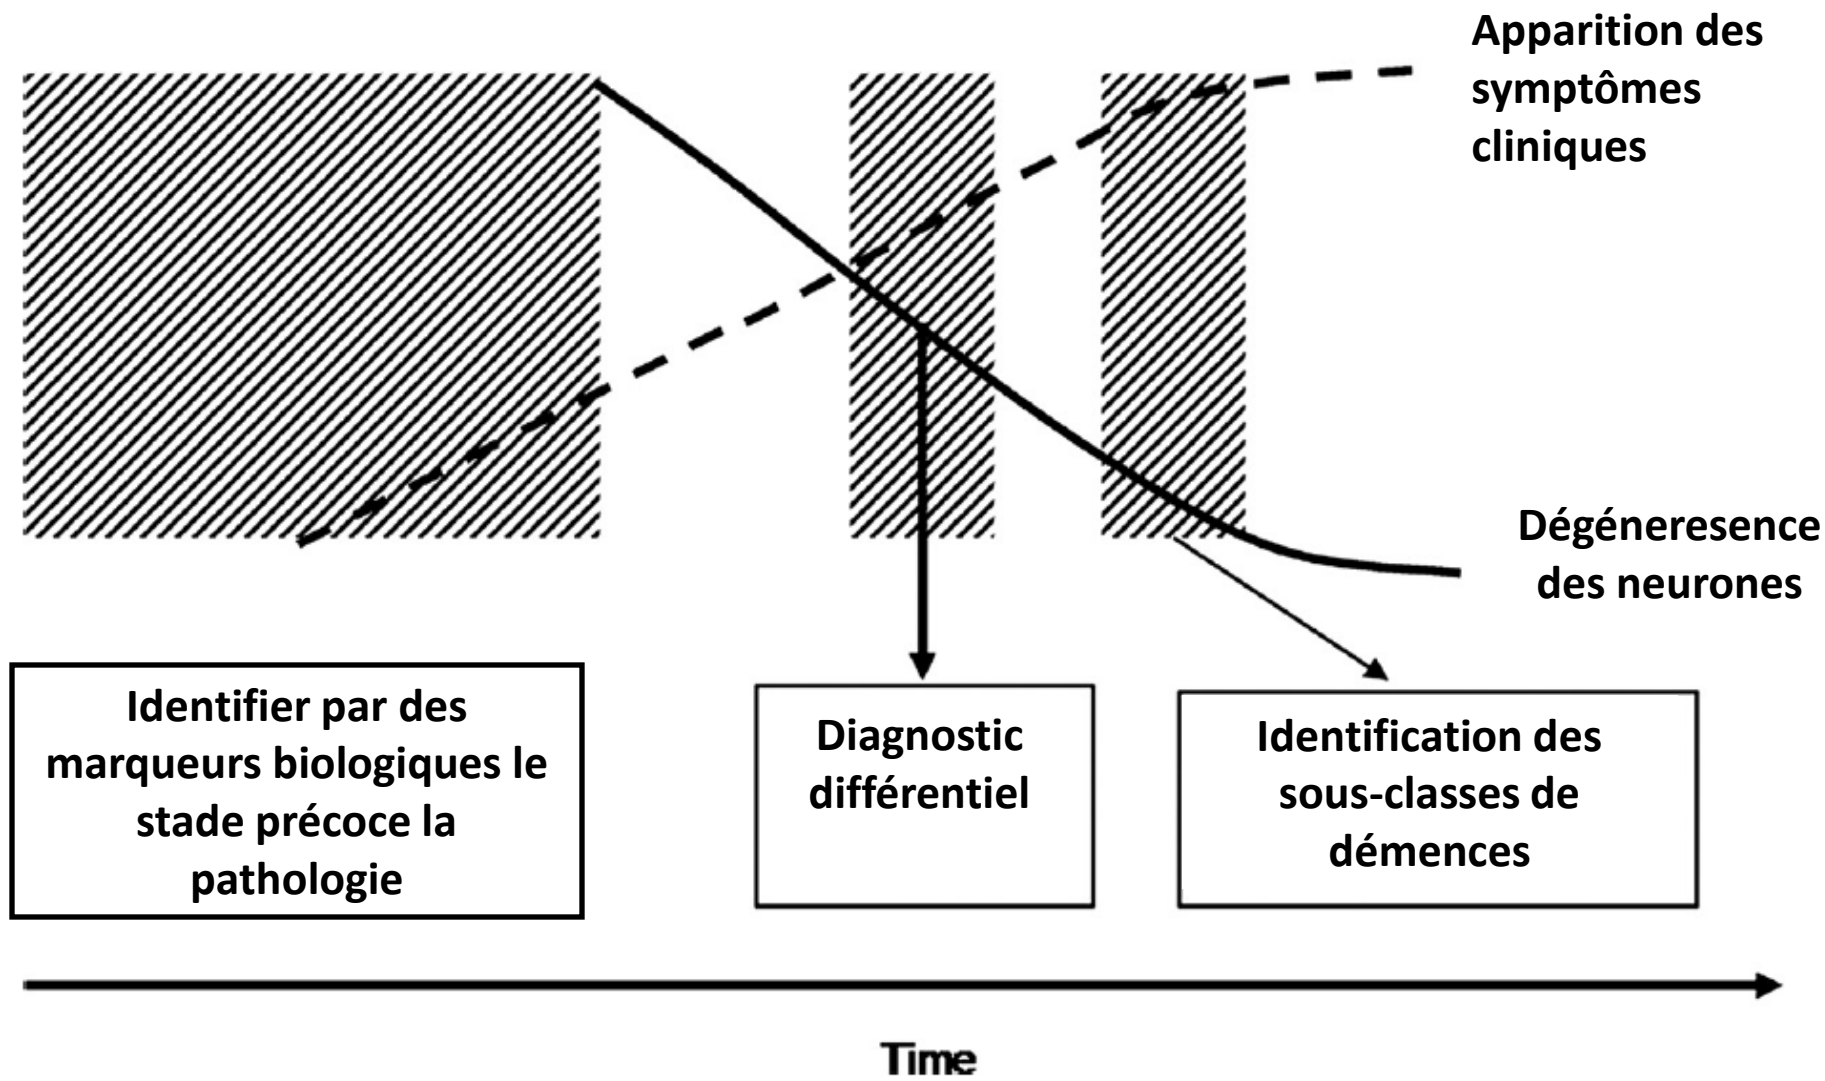 Apparition des
symptômes
cliniques
Dégéneresence
des neurones
Identifier par des
marqueurs biologiques le
stade précoce la
pathologie
Diagnostic
différentiel
Identification des
sous-classes de
démences
Time